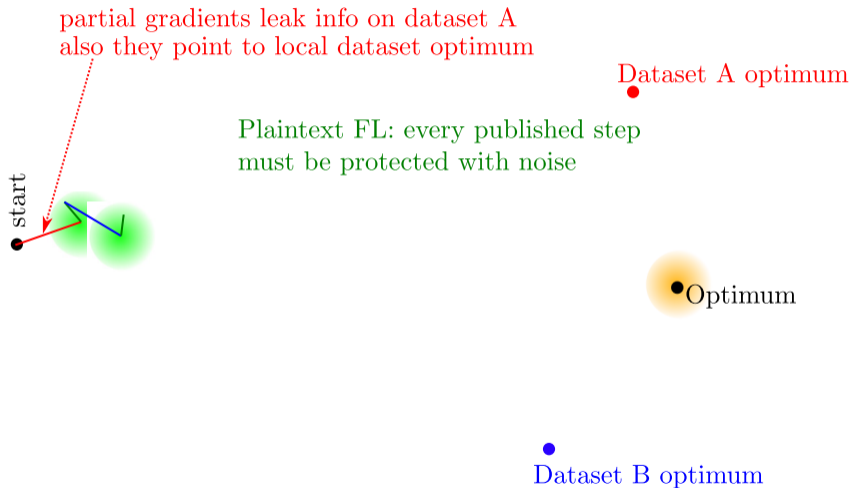 partial gradients leak info on dataset A
also they point to local dataset optimum
Dataset A optimum
Plaintext FL: every published step
must be protected with noise
start
Optimum
Dataset B optimum